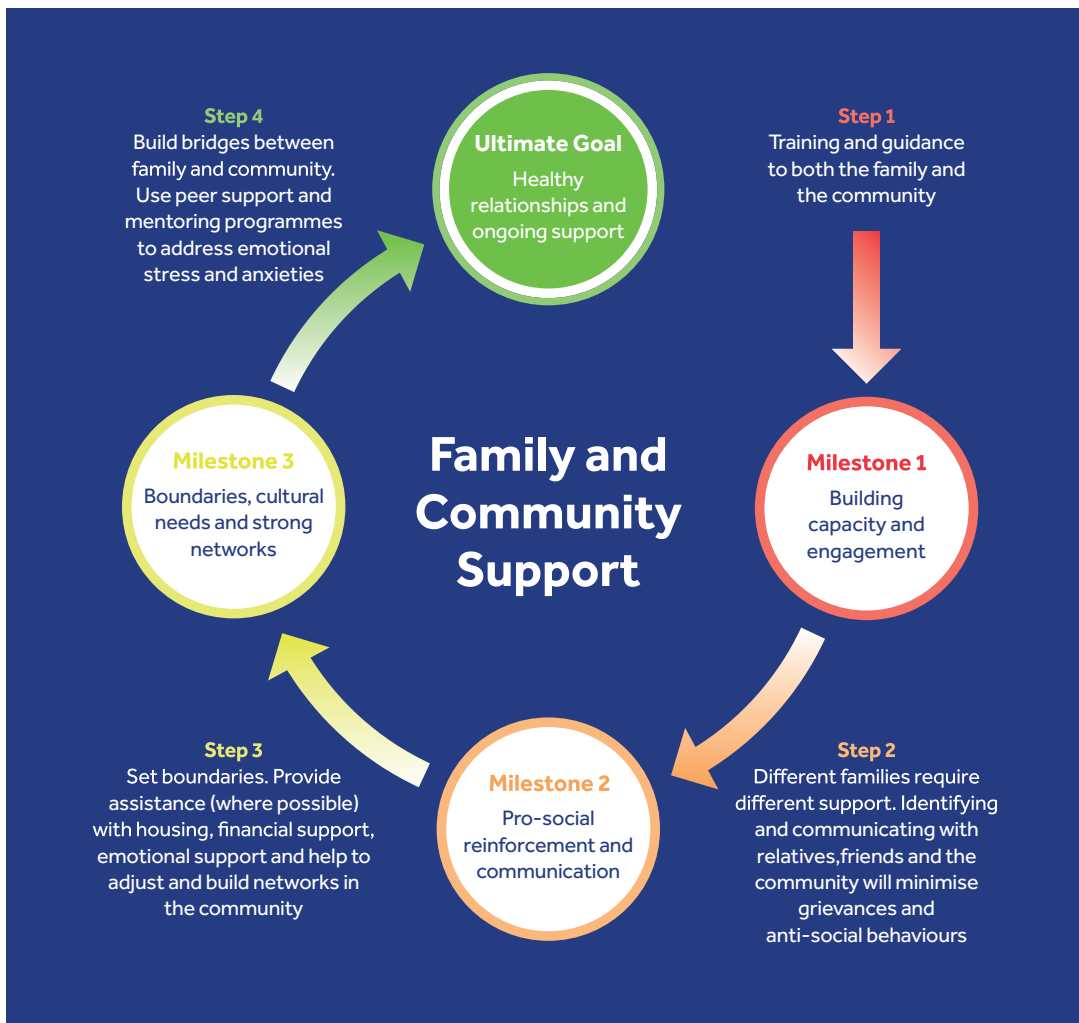 Family and
Community
Support
Step 1
Training and guidance
to both the family and
the community
Milestone 1
Building
capacity and
engagement
Step 2
Different families require
different support. Identifying
and communicating with
relatives,friends and the
community will minimise
grievances and
anti-social behaviours
Milestone 2
Pro-social
reinforcement and
communication
Step 3
Set boundaries. Provide
assistance (where possible)
with housing, financial support,
emotional support and help to
adjust and build networks in
the community
Milestone 3
Boundaries, cultural
needs and strong
networks
Step 4
Build bridges between
family and community.
Use peer support and
mentoring programmes
to address emotional
stress and anxieties
Ultimate Goal
Healthy
relationships and
ongoing support